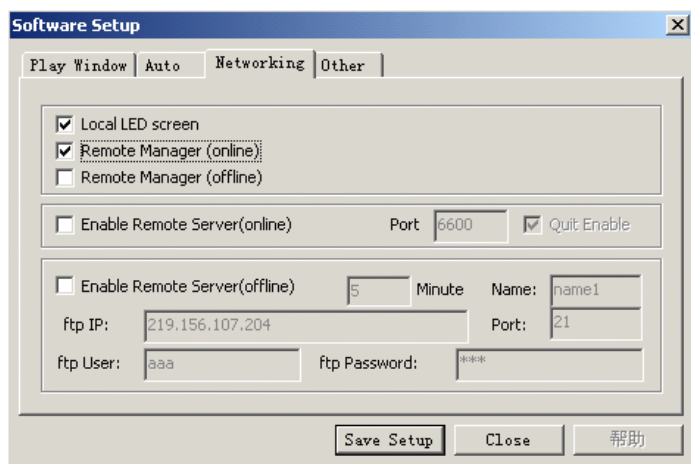 Software Setup
Play Window Auto Networking Other
Local LED screen
Remote Manager (online)
Remote Manager (offline)
Enable Remote Server(online) Port 6600 Quit Enable
Enable Remote Server(offline) 5 Minute Name: name1
ftp IP: 219.156.107.204 Port: 21
ftp User: aaa ftp Password: ***
Save Setup Close 帮助